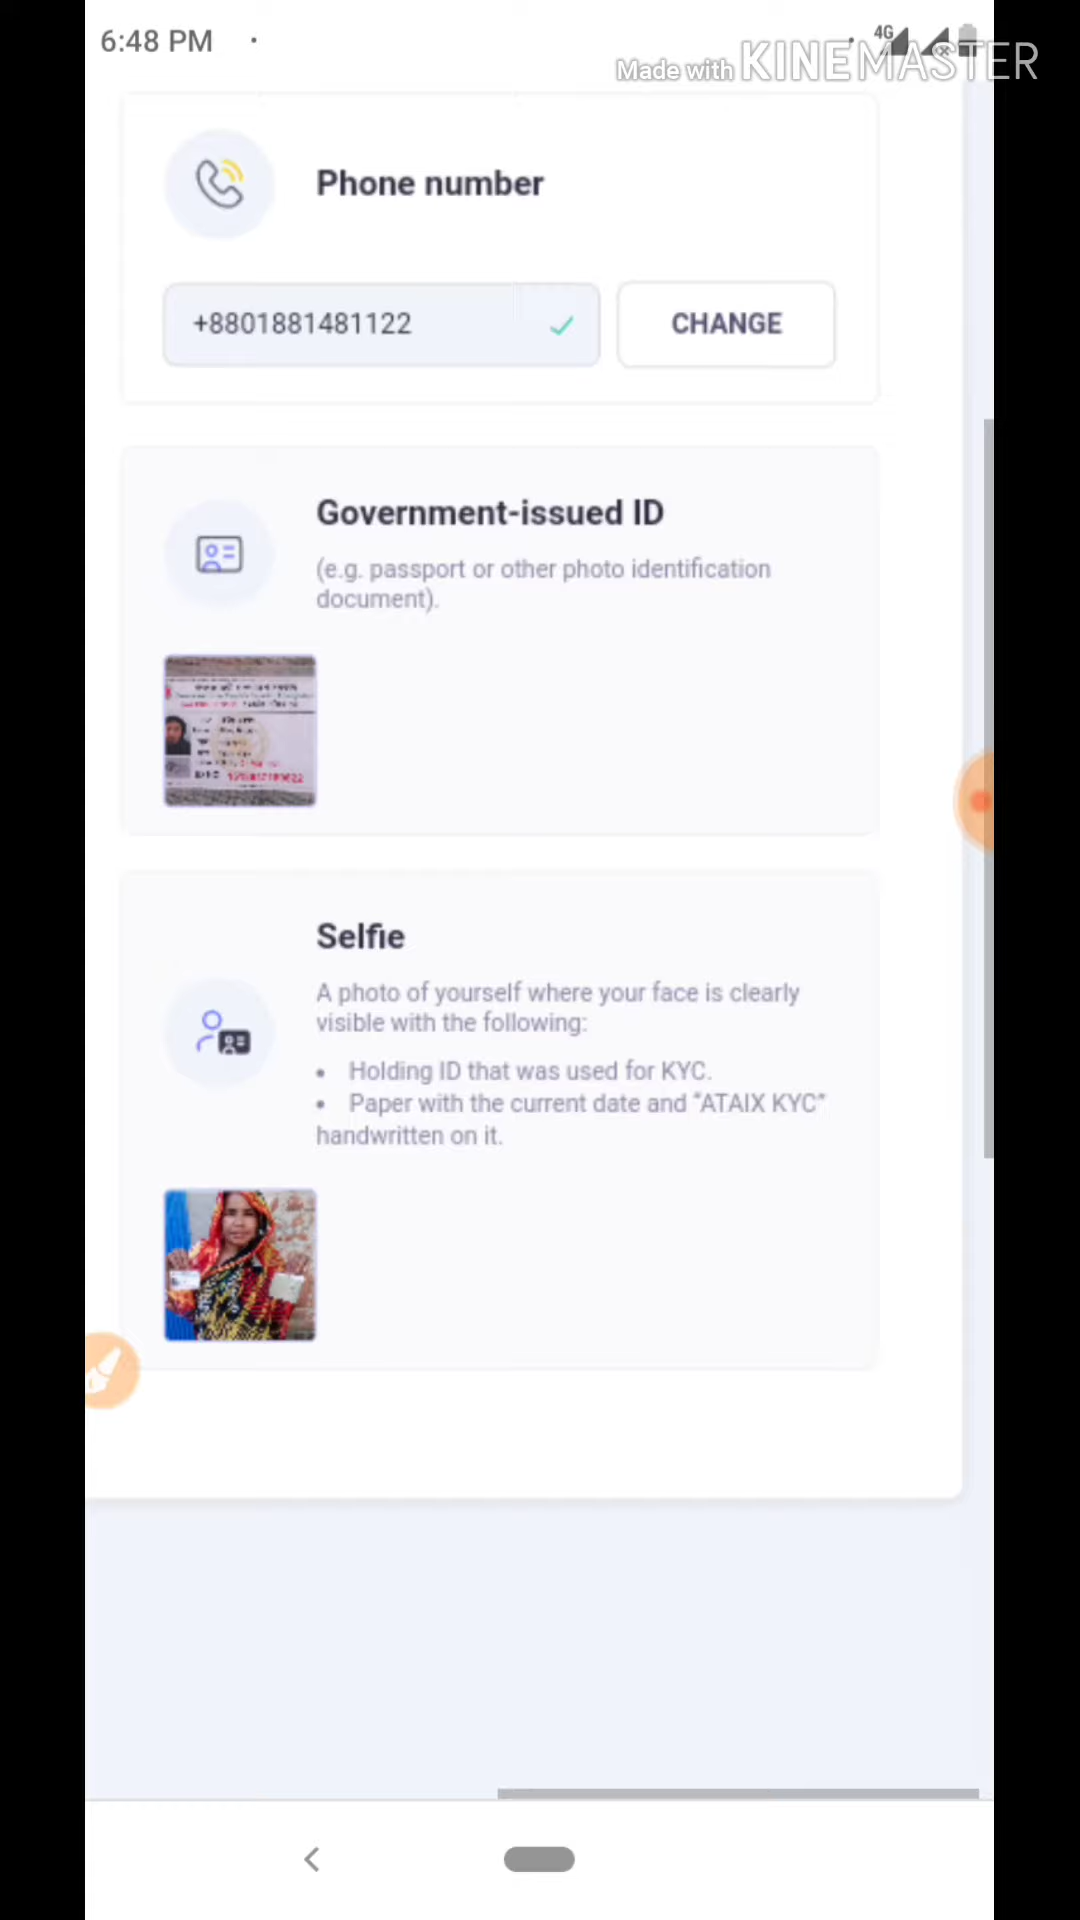 6:48 PM
4G
Made with KINEMASTER
Phone number
+8801881481122
CHANGE
Government-issued ID
(e.g. passport or other photo identification
document).
Selfie
A photo of yourself where your face is clearly
visible with the following:
• Holding ID that was used for KYC.
• Paper with the current date and “ATAIX KYC”
handwritten on it.